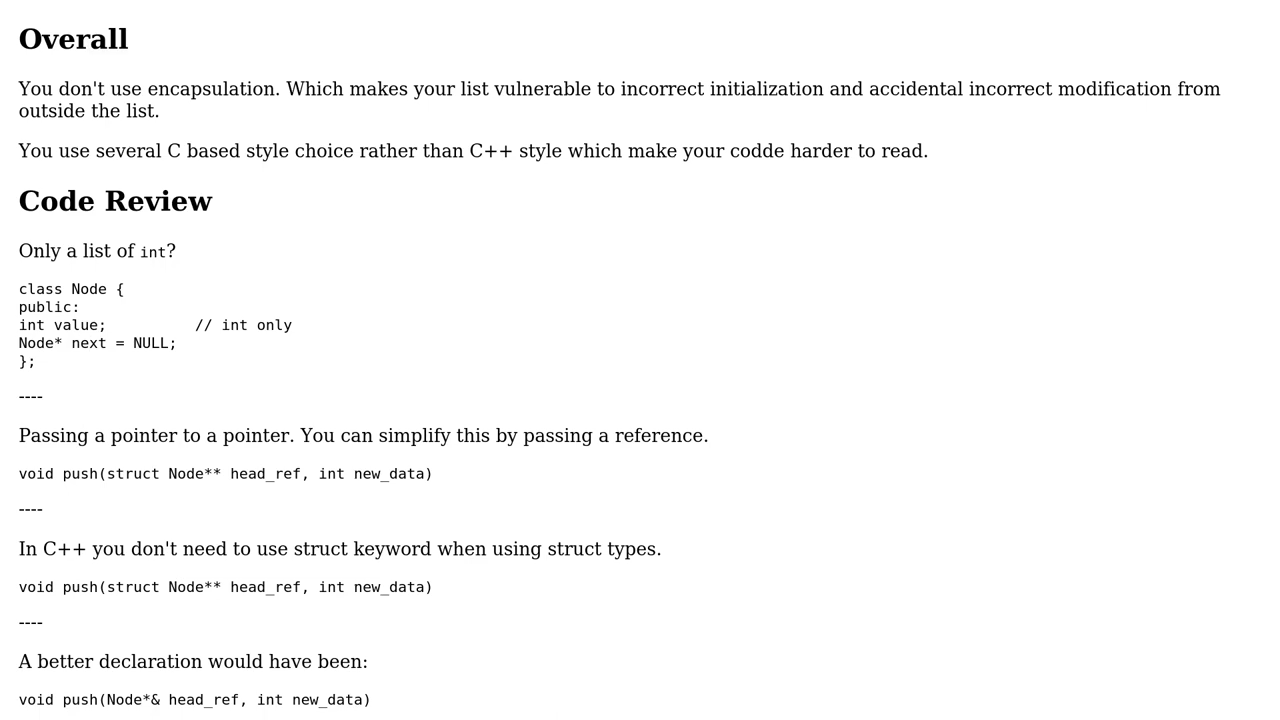 Overall
You don't use encapsulation. Which makes your list vulnerable to incorrect initialization and accidental incorrect modification from
outside the list.
You use several C based style choice rather than C++ style which make your codde harder to read.
Code Review
Only a list of int?
class Node {
public:
int value;          // int only
Node* next = NULL;
};
----
Passing a pointer to a pointer. You can simplify this by passing a reference.
void push(struct Node** head_ref, int new_data)
----
In C++ you don't need to use struct keyword when using struct types.
void push(struct Node** head_ref, int new_data)
----
A better declaration would have been:
void push(Node*& head_ref, int new_data)